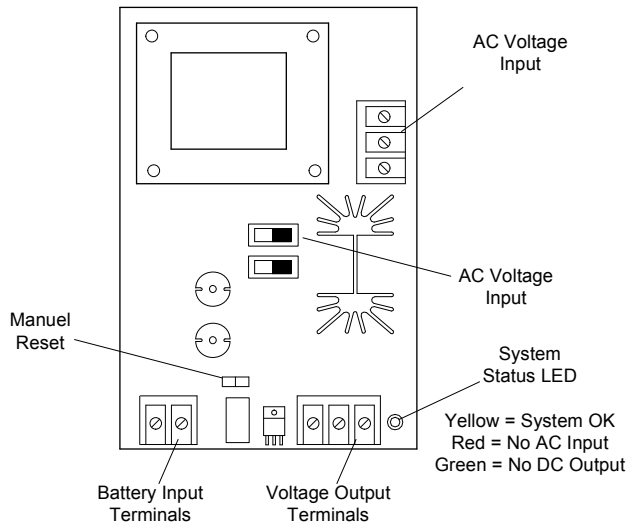 AC Voltage
Input
AC Voltage
Input
Manuel
Reset
System
Status LED
Yellow = System OK
Red = No AC Input
Green = No DC Output
Battery Input
Terminals
Voltage Output
Terminals